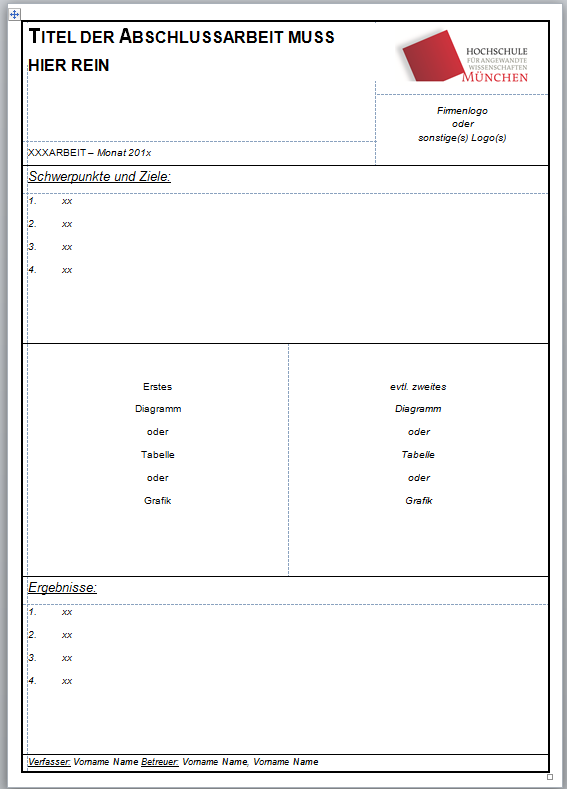 TITEL DER ABSCHLUSSARBEIT MUSS
HIER REIN
HOCHSCHULE
FÜR ANGEWANDTE
WISSENSCHAFTEN
MÜNCHEN
Firmenlogo
oder
sonstige(s) Logo(s)
XXXARBEIT – Monat 201x
Schwerpunkte und Ziele:
1. xx
2. xx
3. xx
4. xx
Erstes
Diagramm
oder
Tabelle
oder
Grafik
evtl. zweites
Diagramm
oder
Tabelle
oder
Grafik
Ergebnisse:
1. xx
2. xx
3. xx
4. xx
Verfasser: Vorname Name Betreuer: Vorname Name, Vorname Name